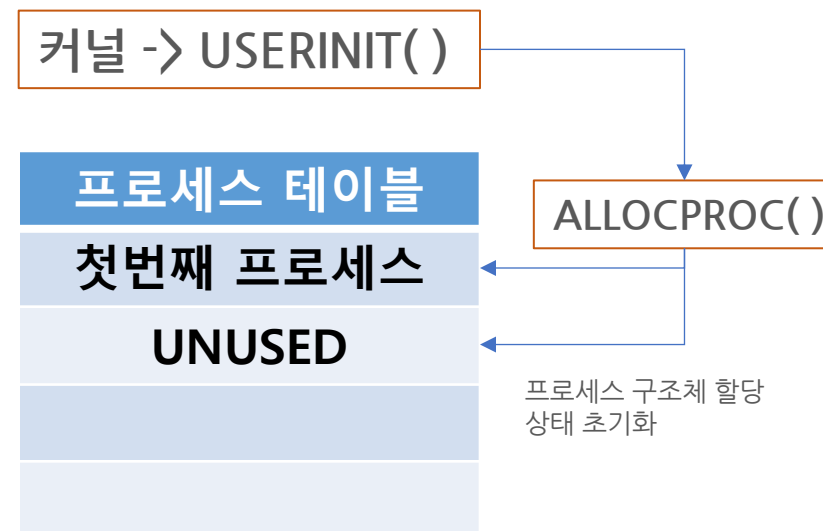 커널 -> USERINIT( )
프로세스 테이블
첫번째 프로세스
UNUSED
ALLOCPROC( )
프로세스 구조체 할당
상태 초기화